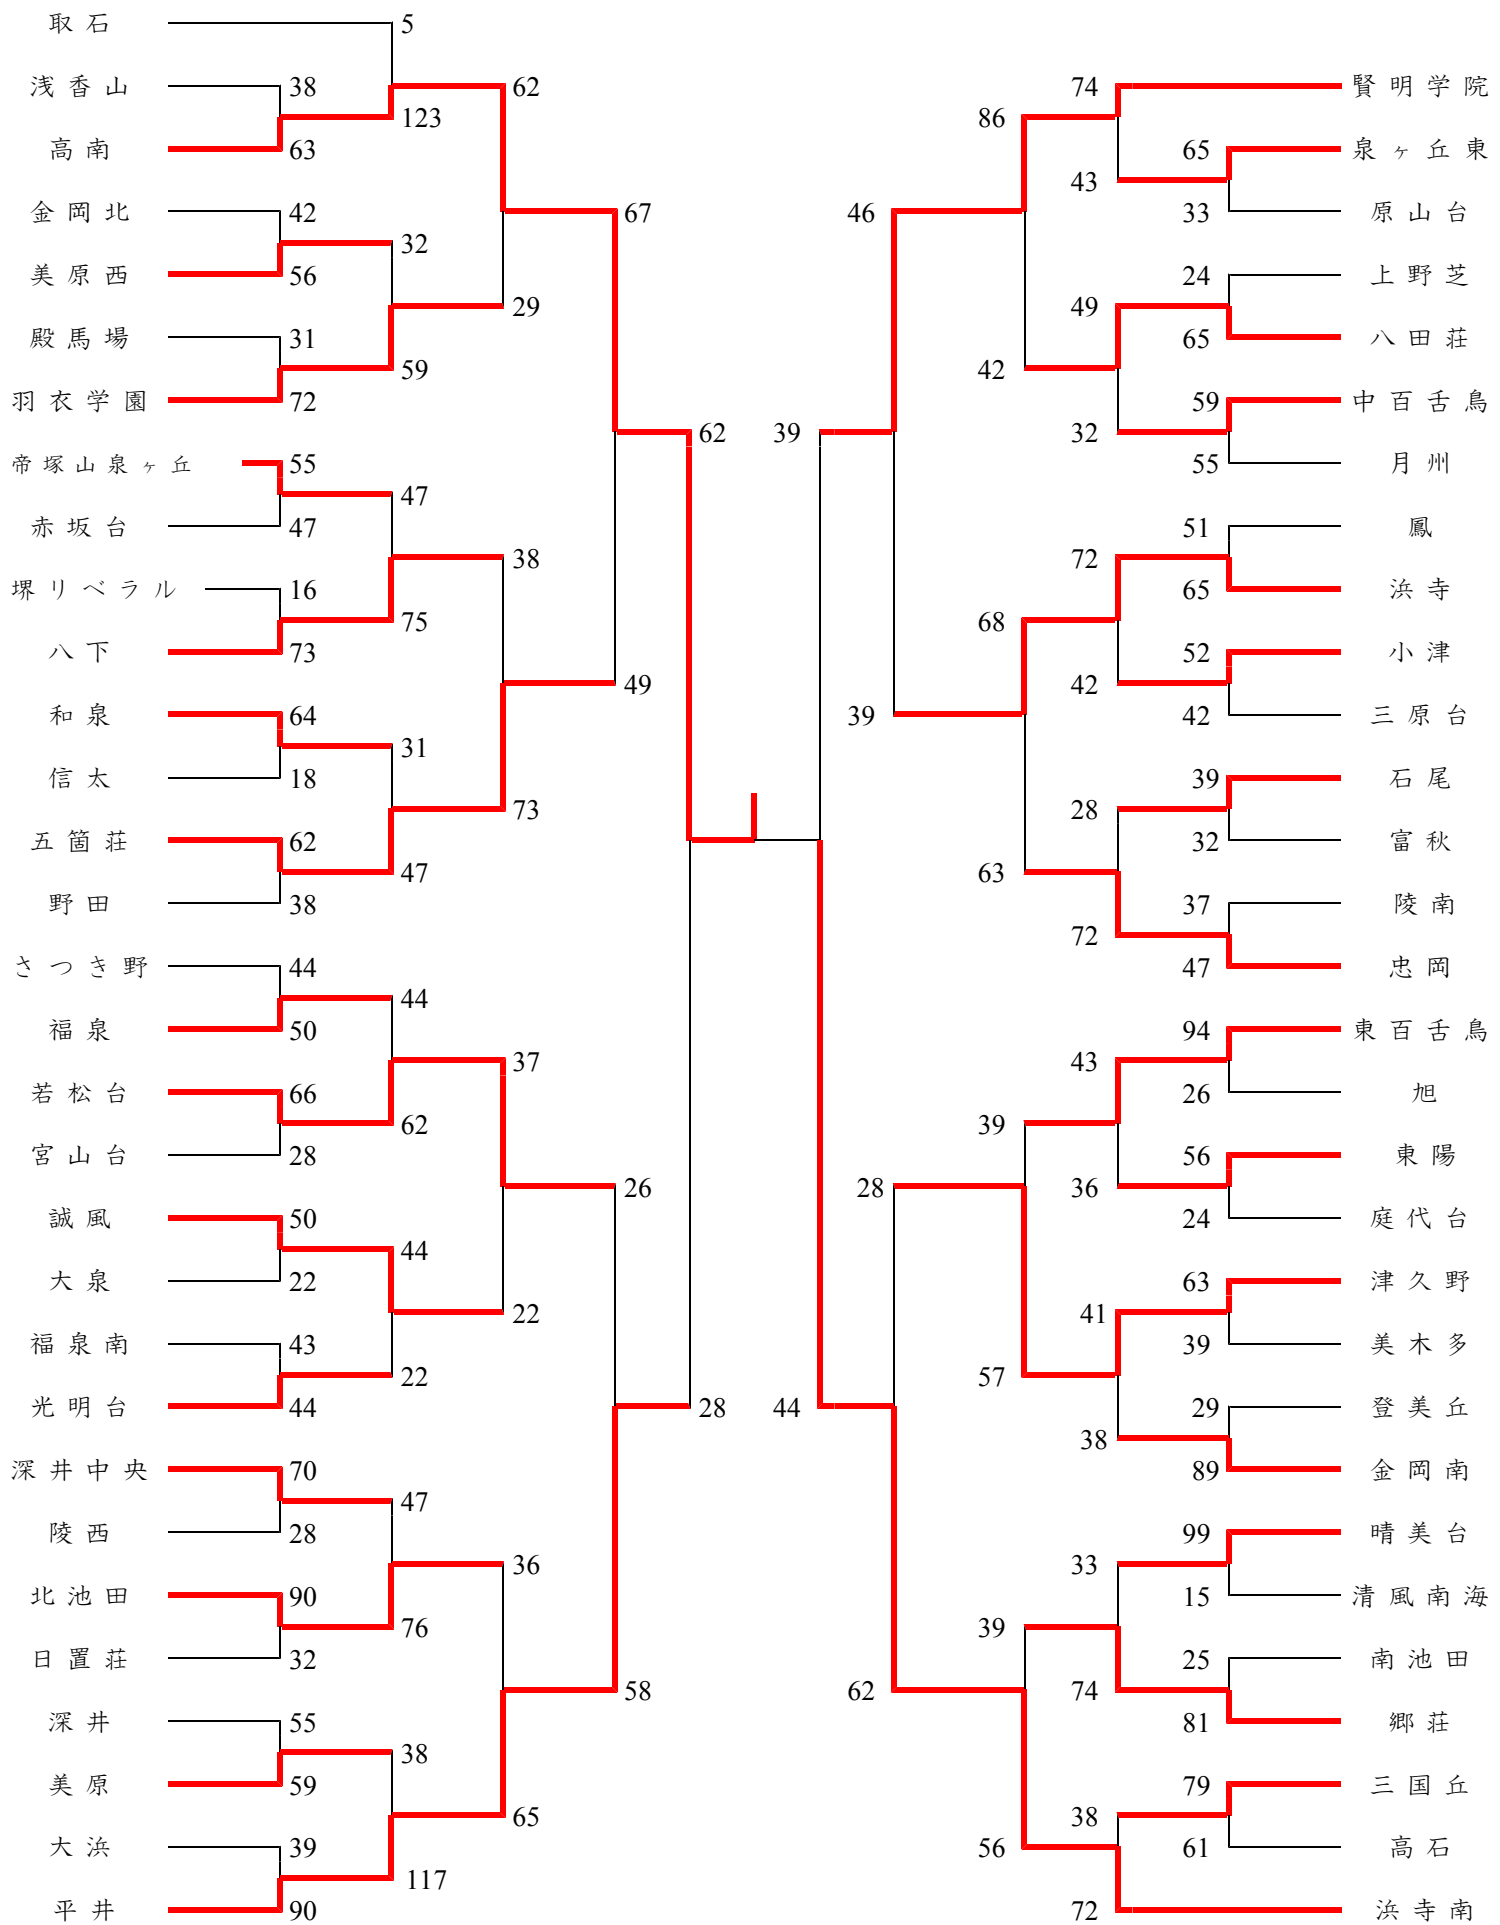 取石
5
浅香山
38
62
123
高南
63
金岡北
42
67
32
美原西
56
29
殿馬場
31
59
羽衣学園
72
62
帝塚山泉ヶ丘
55
47
赤坂台
47
38
堺リベラル
16
75
八下
73
49
和泉
64
31
信太
18
73
五箇荘
62
47
野田
38
さつき野
44
44
福泉
50
37
若松台
66
62
宮山台
28
26
誠風
50
44
大泉
22
22
福泉南
43
22
光明台
44
28
深井中央
70
47
陵西
28
36
北池田
90
76
日置荘
32
58
深井
55
38
美原
59
65
大浜
39
117
平井
90
74
賢明学院
86
65
泉ヶ丘東
43
46
33
原山台
24
上野芝
49
65
八田荘
42
59
中百舌鳥
39
32
55
月州
51
鳳
72
65
浜寺
68
52
小津
42
39
42
三原台
39
石尾
28
32
富秋
63
37
陵南
72
47
忠岡
94
東百舌鳥
43
26
旭
39
56
東陽
28
36
24
庭代台
63
津久野
41
39
美木多
57
44
29
登美丘
38
89
金岡南
99
晴美台
33
15
清風南海
39
25
南池田
62
74
81
郷荘
79
三国丘
38
61
高石
56
72
浜寺南